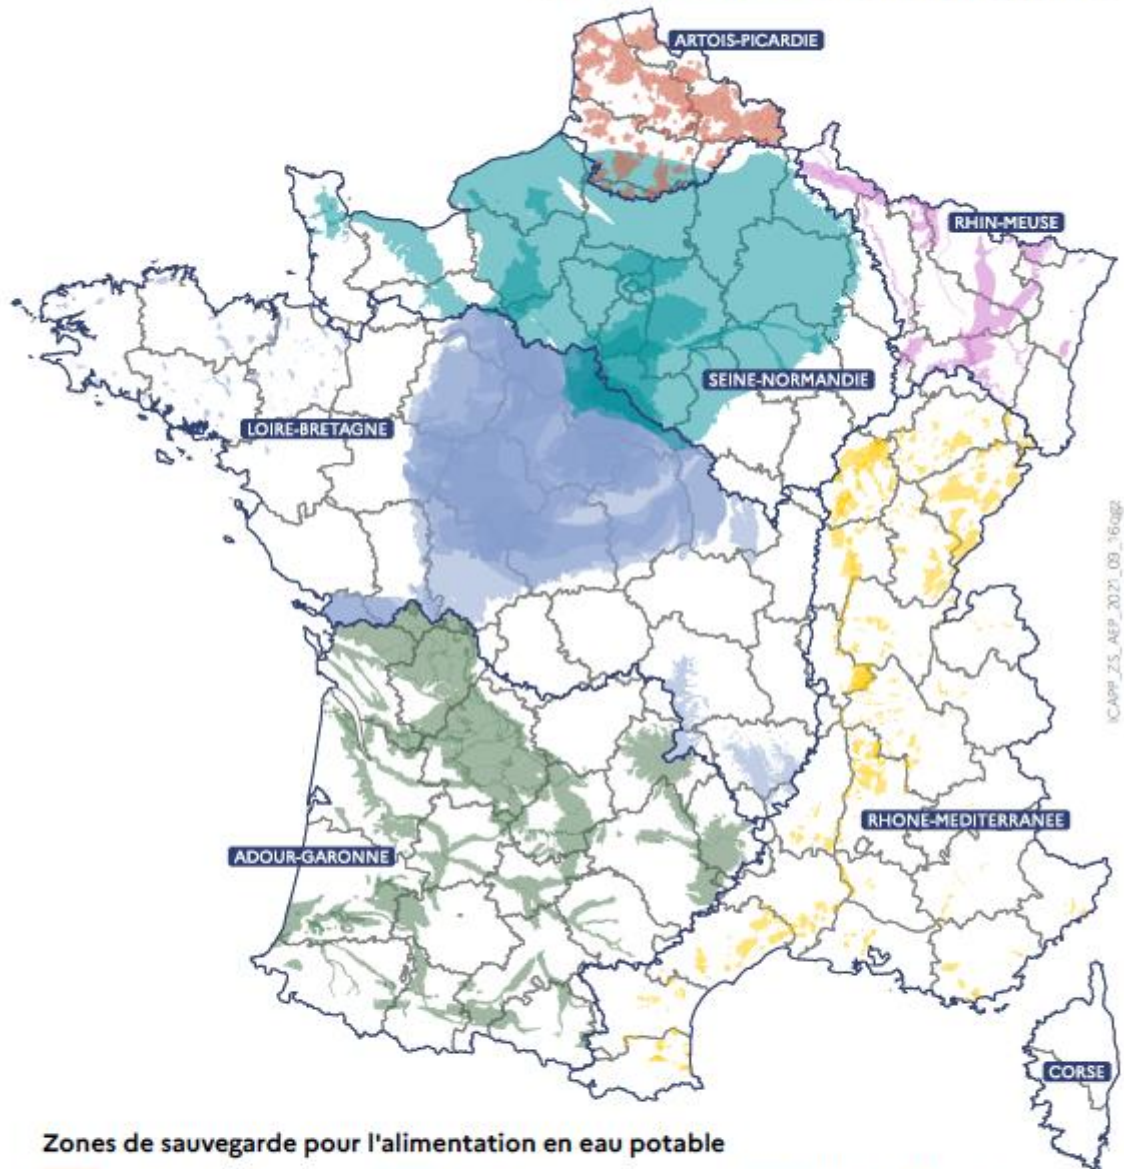 ARTOIS-PICARDIE
RHIN-MEUSE
SEINE-NORMANDIE
LOIRE-BRETAGNE
ICAPP_ZS_AEP_2021_09_16qgz
RHONE-MEDITERRANEE
ADOUR-GARONNE
CORSE
Zones de sauvegarde pour l'alimentation en eau potable